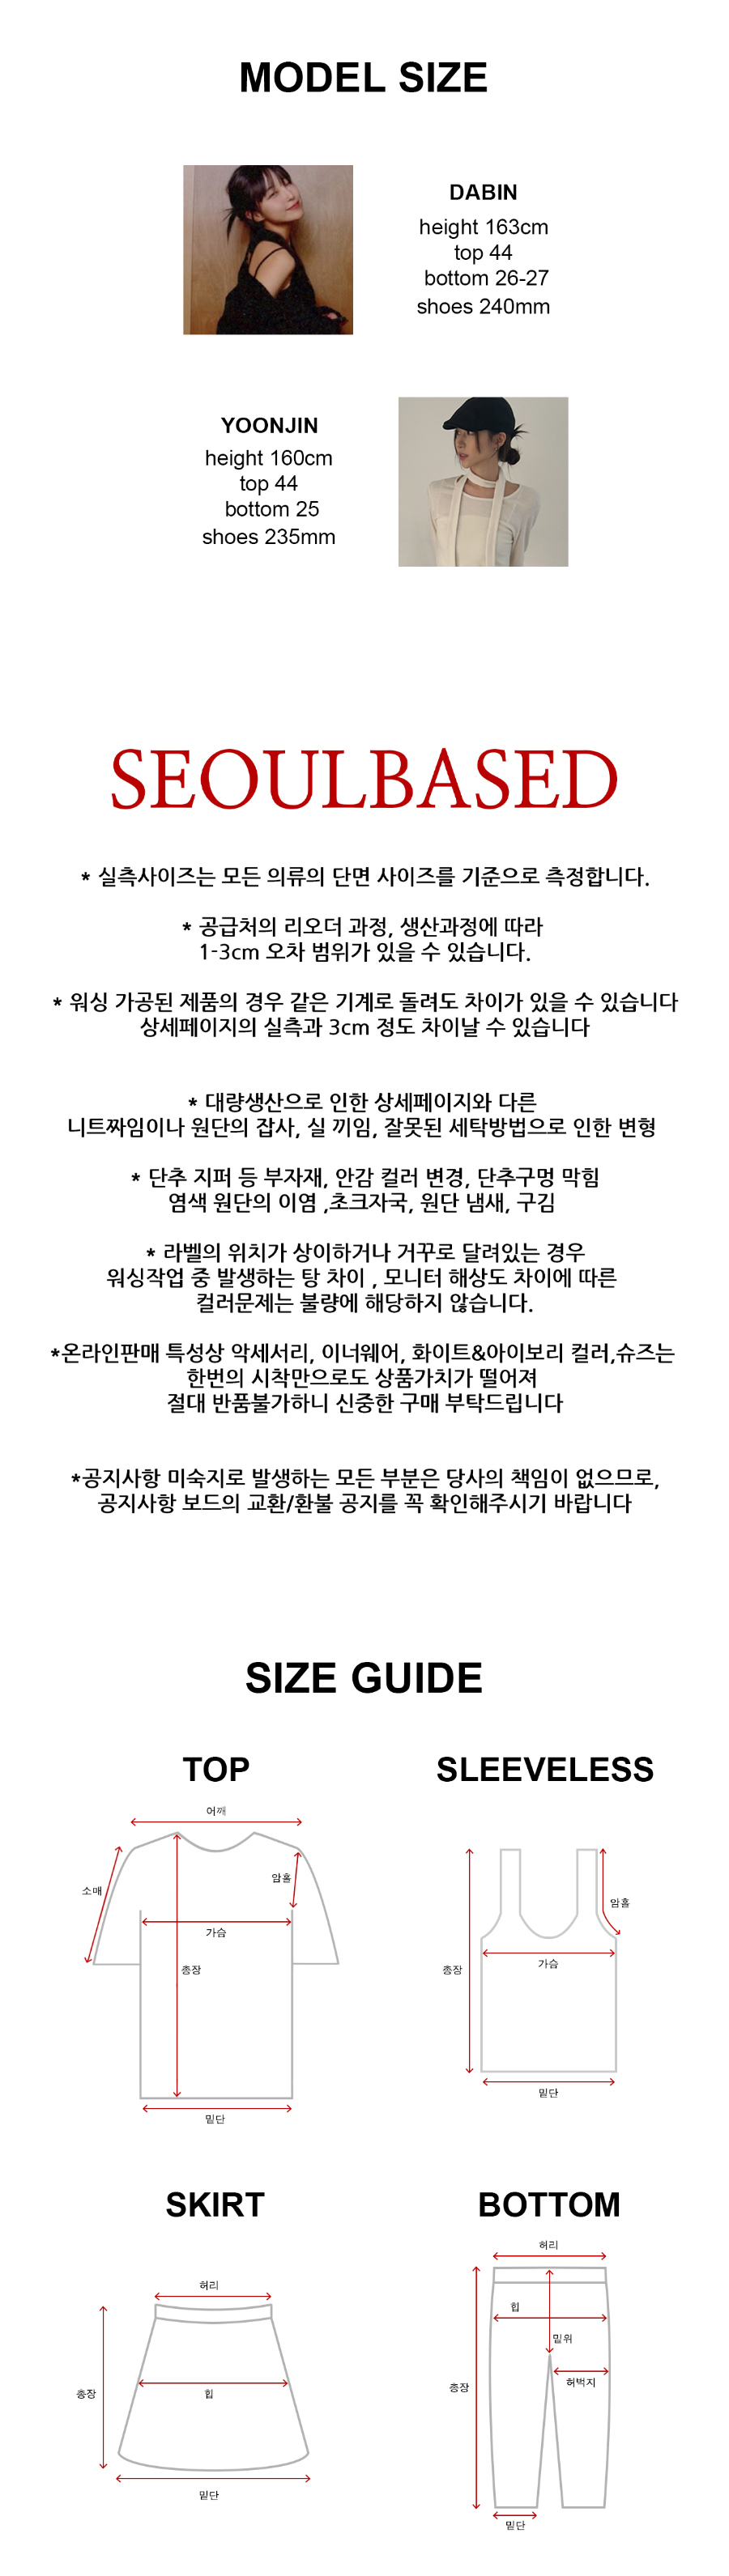 MODEL SIZE
DABIN
height 163cm
top 44
bottom 26-27
shoes 240mm
YOONJIN
height 160cm
top 44
bottom 25
shoes 235mm
SEOULBASED
* 실측사이즈는 모든 의류의 단면 사이즈를 기준으로 측정합니다.
* 공급처의 리오더 과정, 생산과정에 따라
1-3cm 오차 범위가 있을 수 있습니다.
* 워싱 가공된 제품의 경우 같은 기계로 돌려도 차이가 있을 수 있습니다
상세페이지의 실측과 3cm 정도 차이날 수 있습니다
* 대량생산으로 인한 상세페이지와 다른
니트짜임이나 원단의 잡사, 실 끼임, 잘못된 세탁방법으로 인한 변형
* 단추 지퍼 등 부자재, 안감 컬러 변경, 단추구멍 막힘
염색 원단의 이염 ,초크자국, 원단 냄새, 구김
* 라벨의 위치가 상이하거나 거꾸로 달려있는 경우
워싱작업 중 발생하는 탕 차이 , 모니터 해상도 차이에 따른
컬러문제는 불량에 해당하지 않습니다.
*온라인판매 특성상 악세서리, 이너웨어, 화이트&아이보리 컬러,슈즈는
한번의 시착만으로도 상품가치가 떨어져
절대 반품불가하니 신중한 구매 부탁드립니다
*공지사항 미숙지로 발생하는 모든 부분은 당사의 책임이 없으므로,
공지사항 보드의 교환/환불 공지를 꼭 확인해주시기 바랍니다
SIZE GUIDE
TOP
어깨
소매
암홀
가슴
총장
밑단
SLEEVELESS
암홀
가슴
총장
밑단
SKIRT
허리
총장
힙
밑단
BOTTOM
허리
힙
밑위
허벅지
총장
밑단